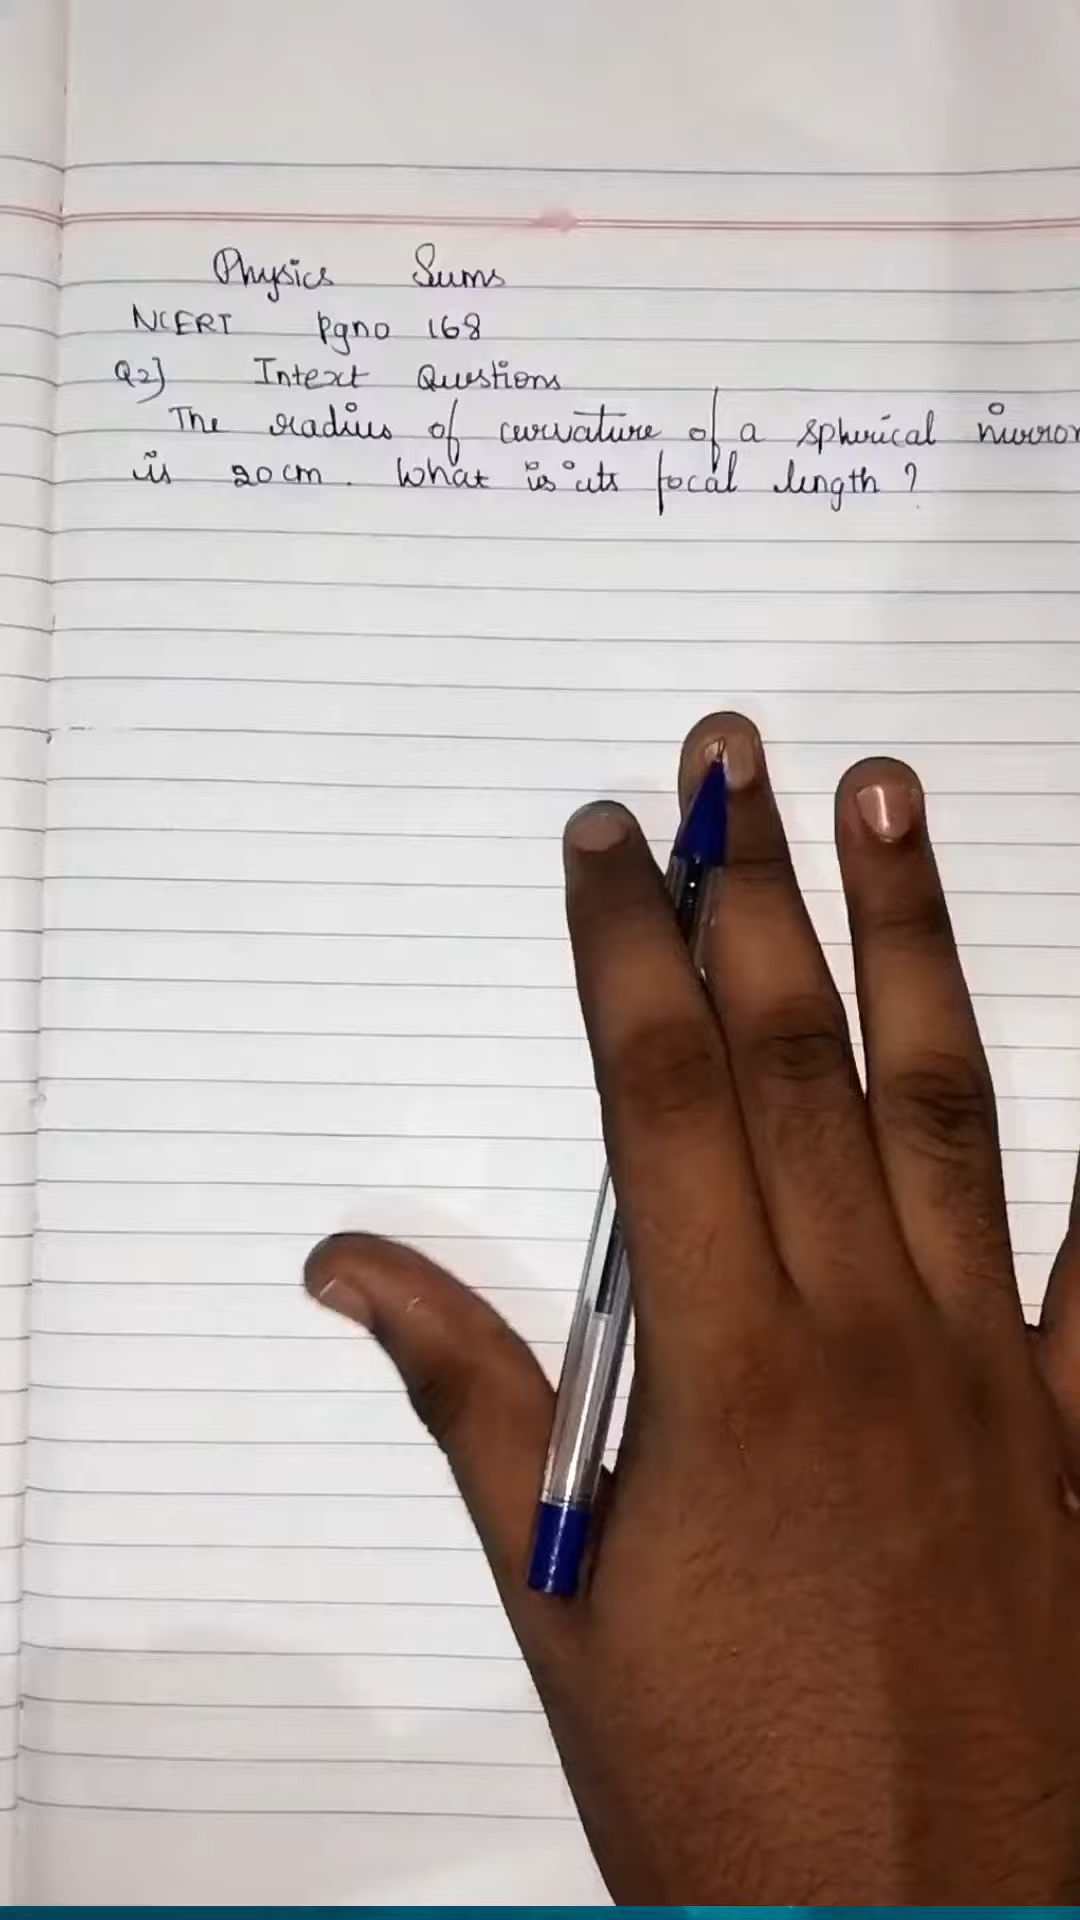 Physics Sums
NCERT Pgno 168
Q2] Intext Questions
The radius of curvature of a spherical mirror
is 20cm. What is its focal length ?